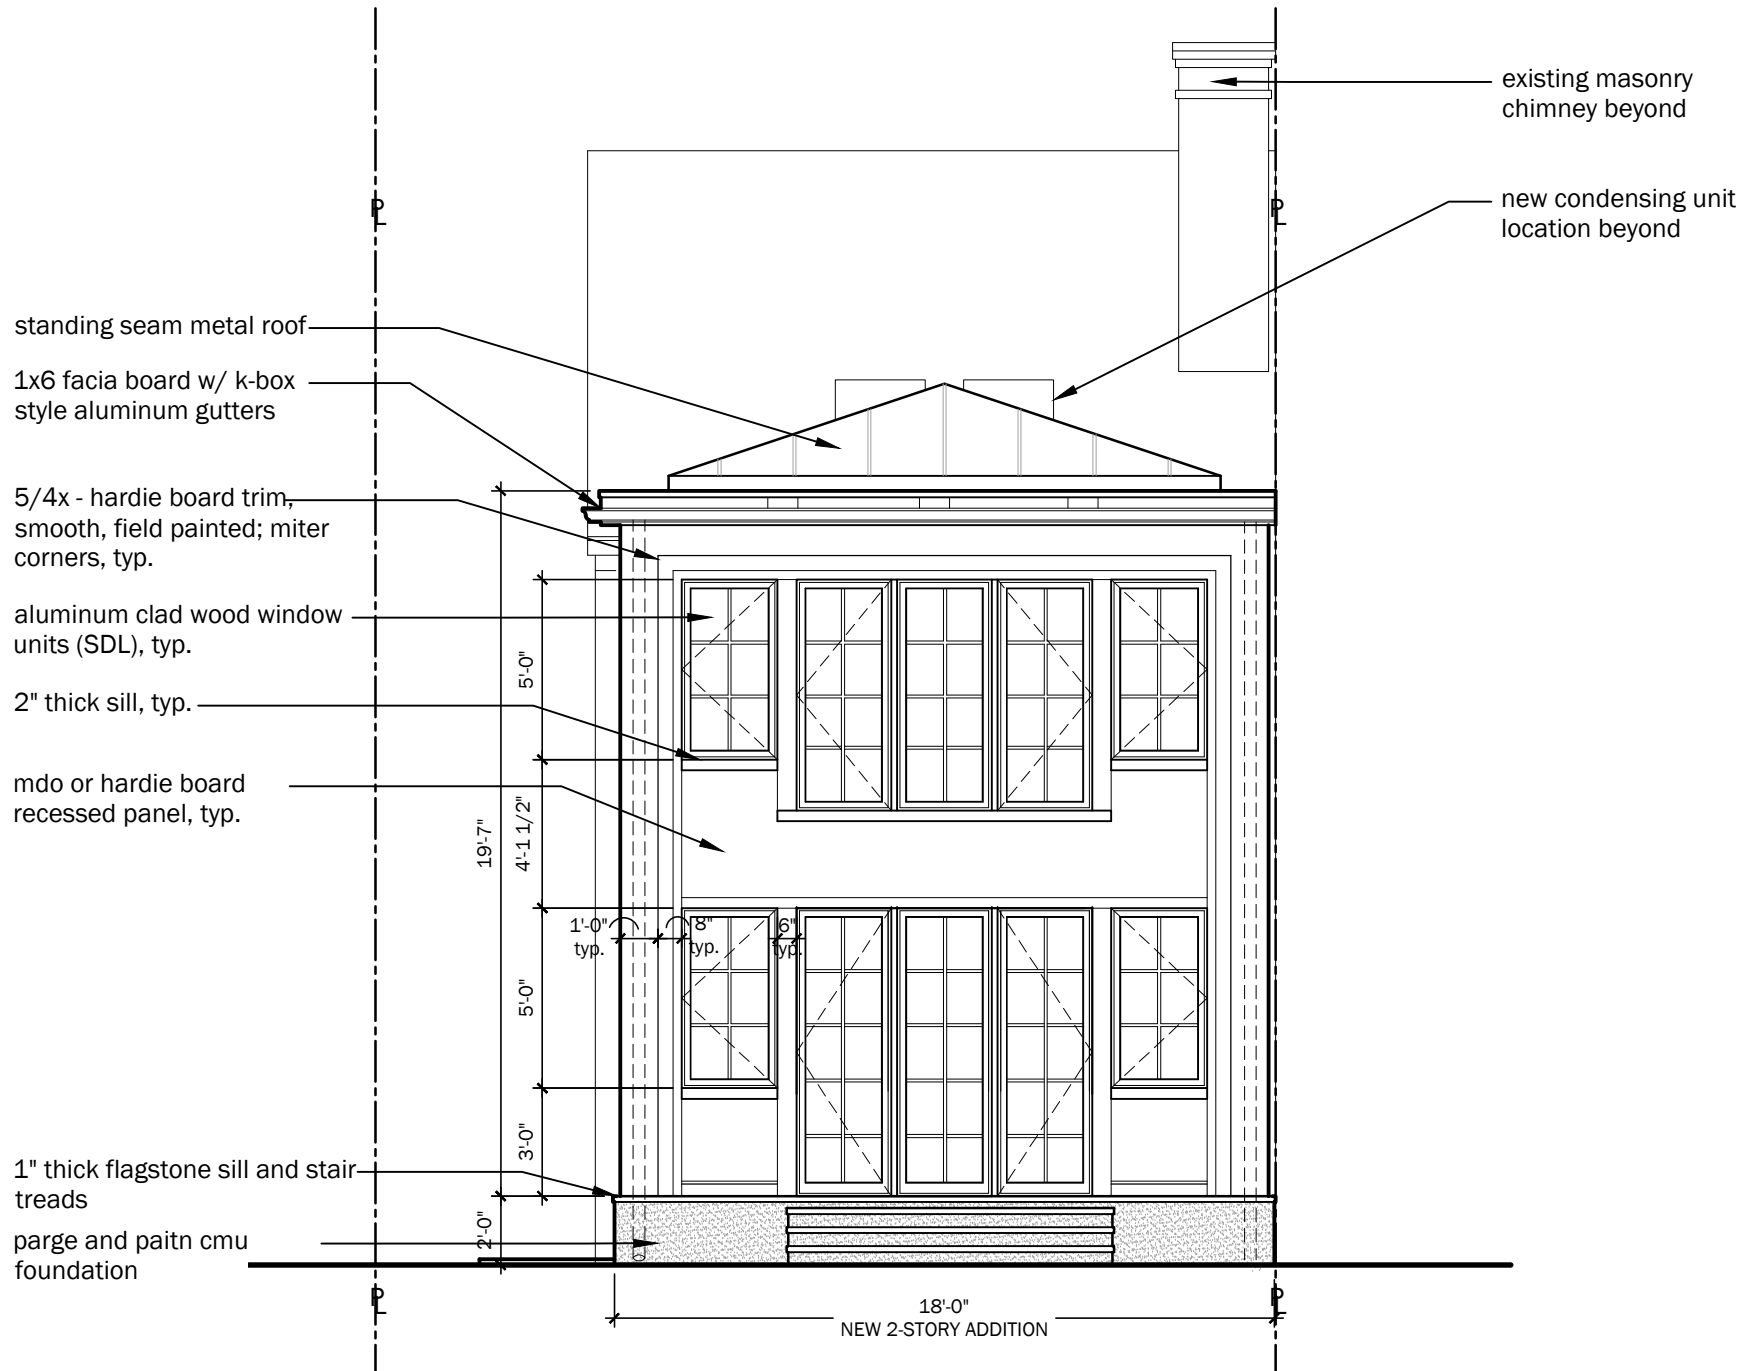 existing masonry
chimney beyond
PL
PL
new condensing unit
location beyond
standing seam metal roof
1x6 facia board w/ k-box
style aluminum gutters
5/4x - hardie board trim,
smooth, field painted; miter
corners, typ.
aluminum clad wood window
units (SDL), typ.
2" thick sill, typ.
mdo or hardie board
recessed panel, typ.
5'-0"
4'-1 1/2"
19'-7"
1'-0"
typ.
8"
typ.
6"
typ.
5'-0"
3'-0"
2'-0"
1" thick flagstone sill and stair
treads
parge and paitn cmu
foundation
PL
PL
18'-0"
NEW 2-STORY ADDITION